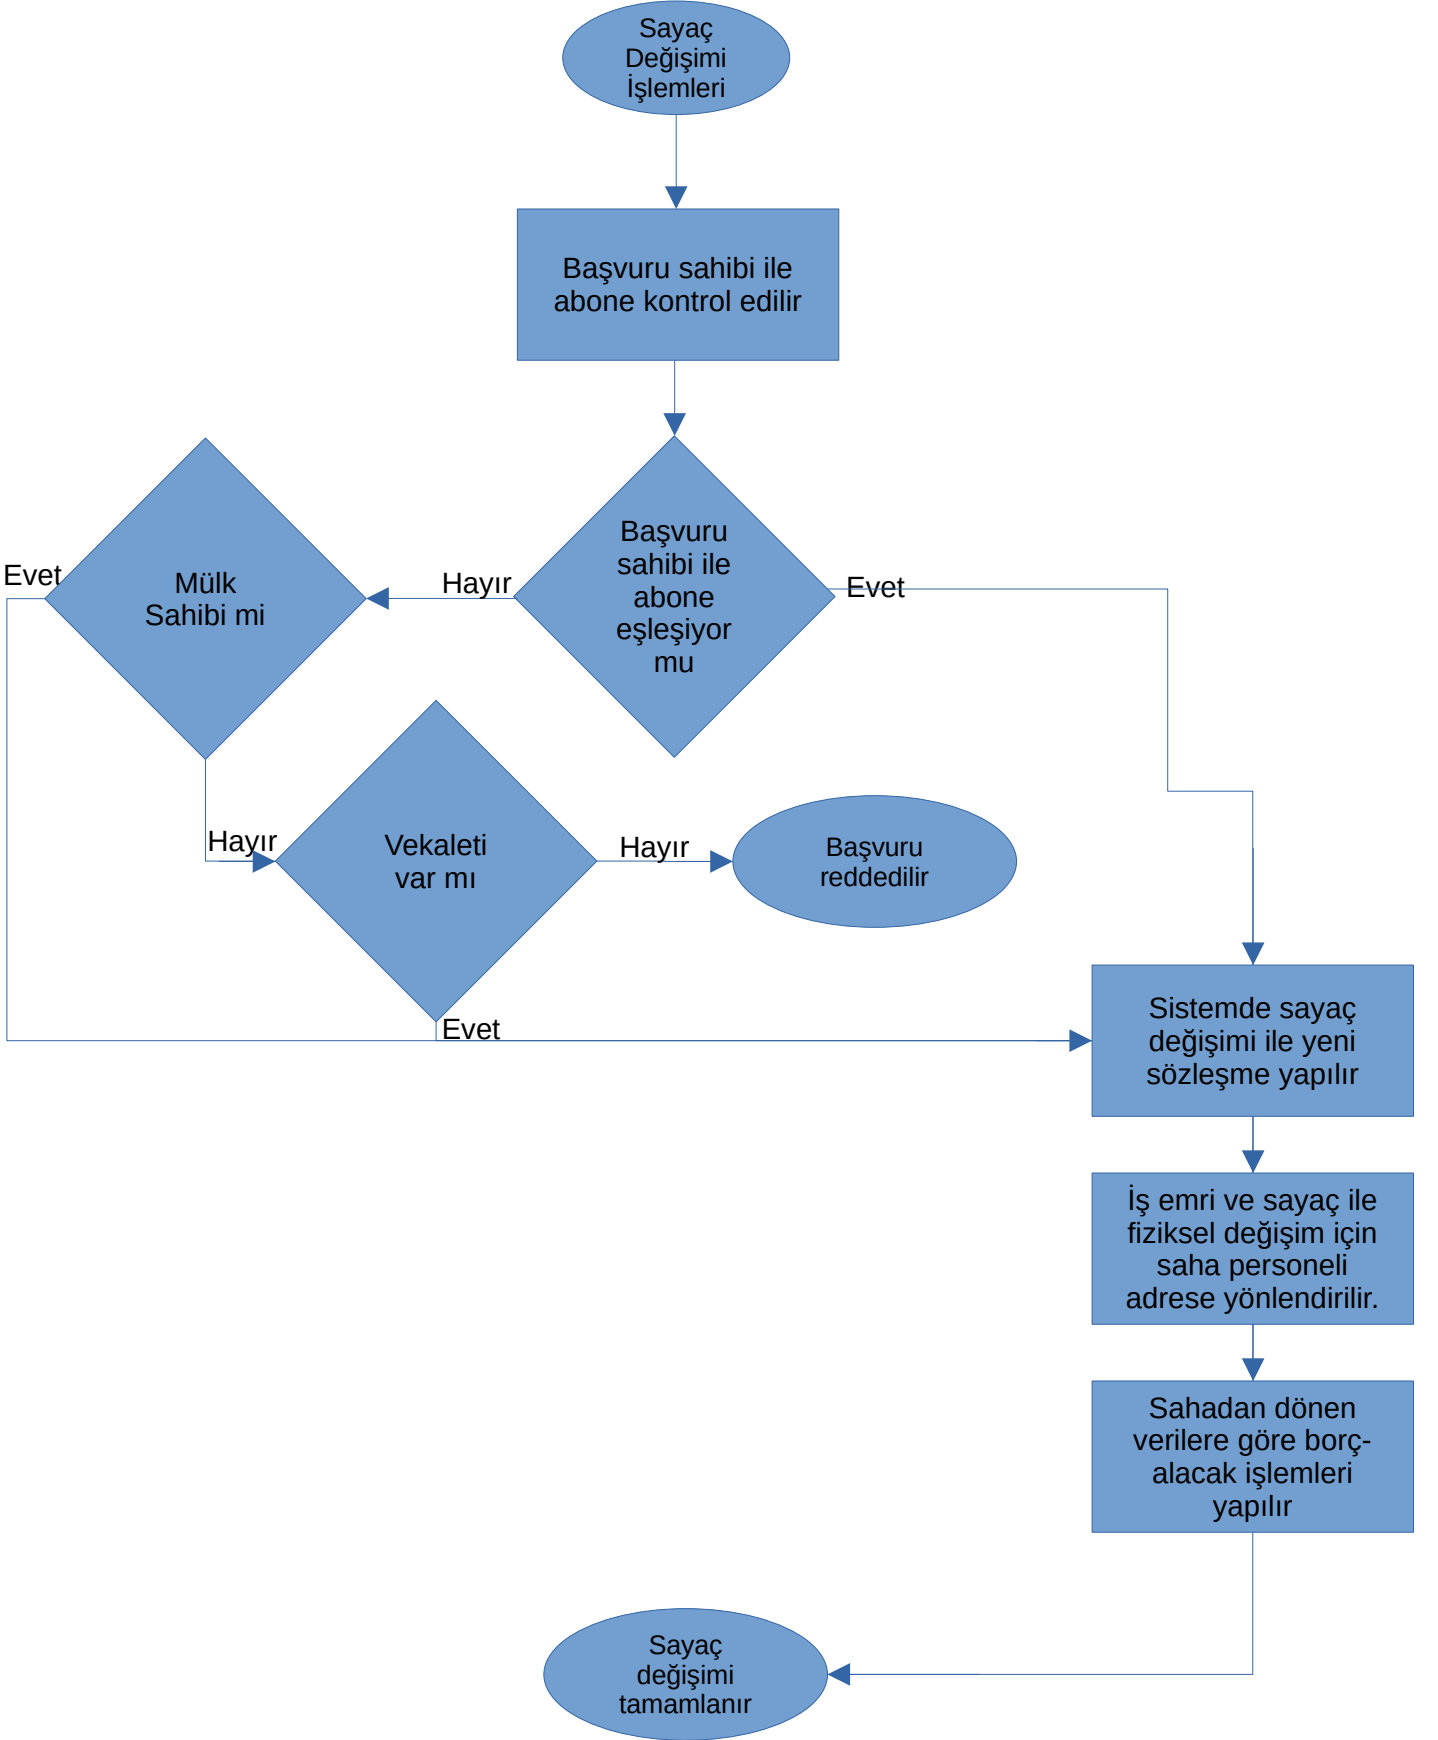 Sayaç
Değişimi
İşlemleri
Başvuru sahibi ile
abone kontrol edilir
Başvuru
sahibi ile
abone
eşleşiyor
mu
Evet
Hayır
Mülk
Sahibi mi
Evet
Hayır
Vekaleti
var mı
Hayır
Başvuru
reddedilir
Evet
Sistemde sayaç
değişimi ile yeni
sözleşme yapılır
İş emri ve sayaç ile
fiziksel değişim için
saha personeli
adrese yönlendirilir.
Sahadan dönen
verilere göre borç-
alacak işlemleri
yapılır
Sayaç
değişimi
tamamlanır